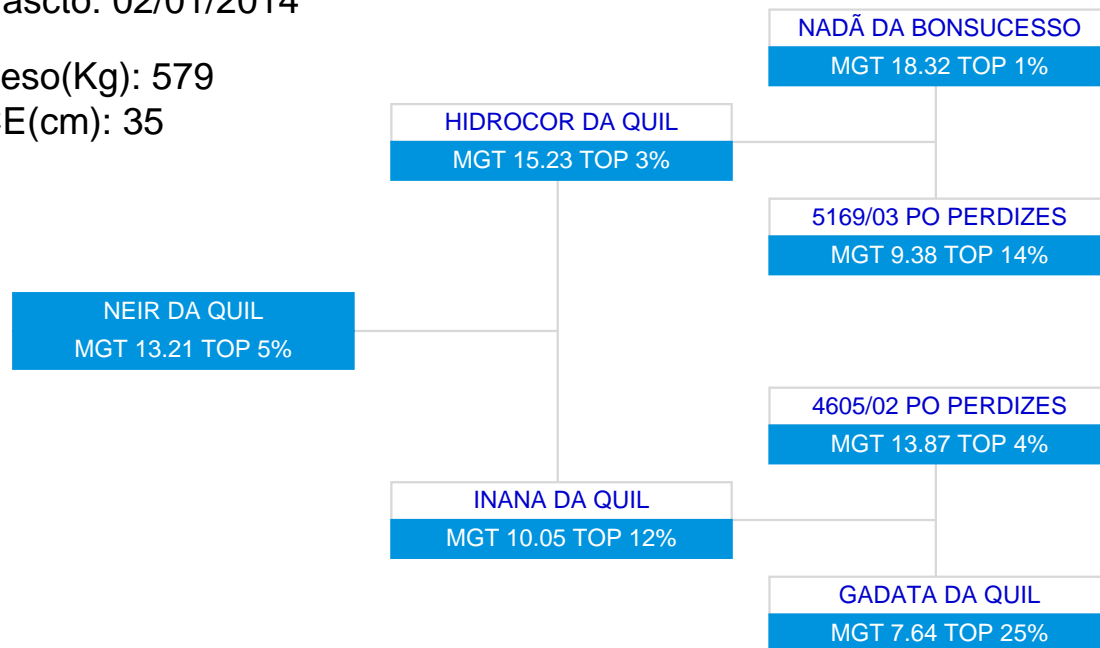 ascto: 02/01/2014
eso(Kg): 579
E(cm): 35
NADÃ DA BONSUCESSO
MGT 18.32 TOP 1%
HIDROCOR DA QUIL
MGT 15.23 TOP 3%
5169/03 PO PERDIZES
MGT 9.38 TOP 14%
NEIR DA QUIL
MGT 13.21 TOP 5%
4605/02 PO PERDIZES
MGT 13.87 TOP 4%
INANA DA QUIL
MGT 10.05 TOP 12%
GADATA DA QUIL
MGT 7.64 TOP 25%